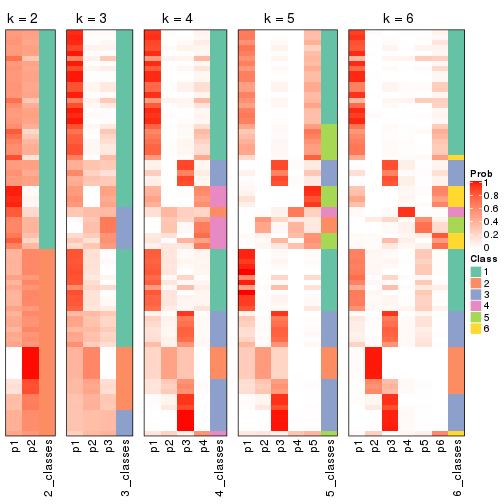 k = 2
k = 3
k = 4
k = 5
k = 6
Prob
1
0.8
0.6
0.4
0.2
0
Class
1
2
3
4
5
6
p1
p2
2_classes
p1
p2
p3
3_classes
p1
p2
p3
p4
4_classes
p1
p2
p3
p4
p5
5_classes
p1
p2
p3
p4
p5
p6
6_classes